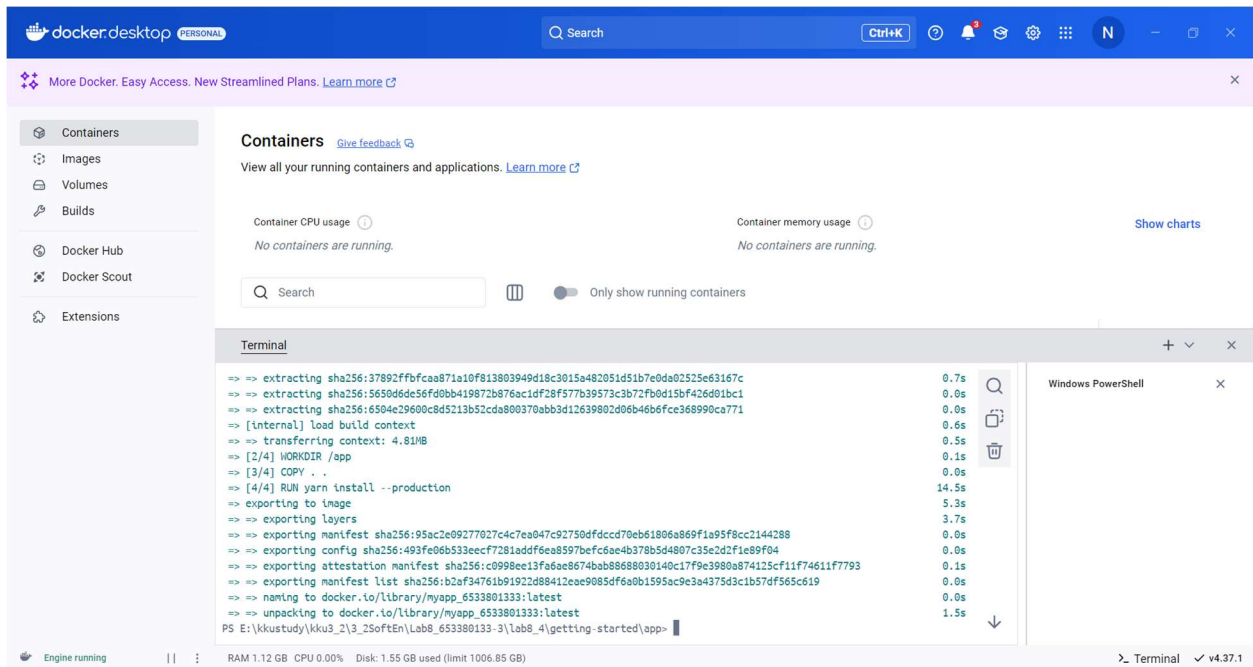 docker.desktop PERSONAL
Search
Ctrl+K
3
N
More Docker. Easy Access. New Streamlined Plans. Learn more
Containers
Images
Volumes
Builds
Docker Hub
Docker Scout
Extensions
Containers Give feedback
View all your running containers and applications. Learn more
Container CPU usage
No containers are running.
Container memory usage
No containers are running.
Show charts
Search
Only show running containers
Terminal
=> => extracting sha256:37892ffbfcaa871a10f813803949d18c3015a482051d51b7e0da02525e63167c 0.7s
=> => extracting sha256:5650d6de56fd0bb419872b876ac1df28f577b39573c3b72fb0d15bf426d01bc1 0.0s
=> => extracting sha256:6504e29600c8d5213b52cda800370abb3d12639802d06b46b6fce368990ca771 0.0s
=> [internal] load build context 0.6s
=> => transferring context: 4.81MB 0.5s
=> [2/4] WORKDIR /app 0.1s
=> [3/4] COPY . . 0.0s
=> [4/4] RUN yarn install --production 14.5s
=> exporting to image 5.3s
=> => exporting layers 3.7s
=> => exporting manifest sha256:95ac2e09277027c4c7ea047c92750dfdccd70eb61806a869f1a95f8cc2144288 0.0s
=> => exporting config sha256:493fe06b533eecf7281addf6ea8597befc6ae4b378b5d4807c35e2d2f1e89f04 0.0s
=> => exporting attestation manifest sha256:c0998ee13fa6ae8674bab88688030140c17f9e3980a874125cf11f74611f7793 0.1s
=> => exporting manifest list sha256:b2af34761b91922d88412eae9085df6a0b1595ac9e3a4375d3c1b57df565c619 0.0s
=> => naming to docker.io/library/myapp_6533801333:latest 0.0s
=> => unpacking to docker.io/library/myapp_6533801333:latest 1.5s
PS E:\kkustudy\kku3_2\3_2SoftEn\Lab8_653380133-3\lab8_4\getting-started\app>
Windows PowerShell
Engine running
RAM 1.12 GB CPU 0.00% Disk: 1.55 GB used (limit 1006.85 GB)
Terminal
v4.37.1